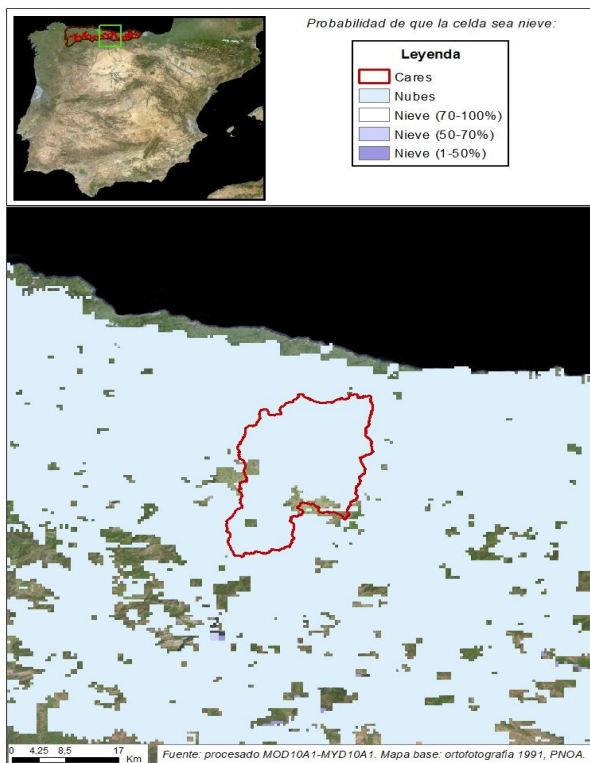 Probabilidad de que la celda sea nieve:
Leyenda
Cares
Nubes
Nieve (70-100%)
Nieve (50-70%)
Nieve (1-50%)
0 4,25 8,5 17
Km
Fuente: procesado MOD10A1-MYD10A1. Mapa base: ortofotografía 1991, PNOA.